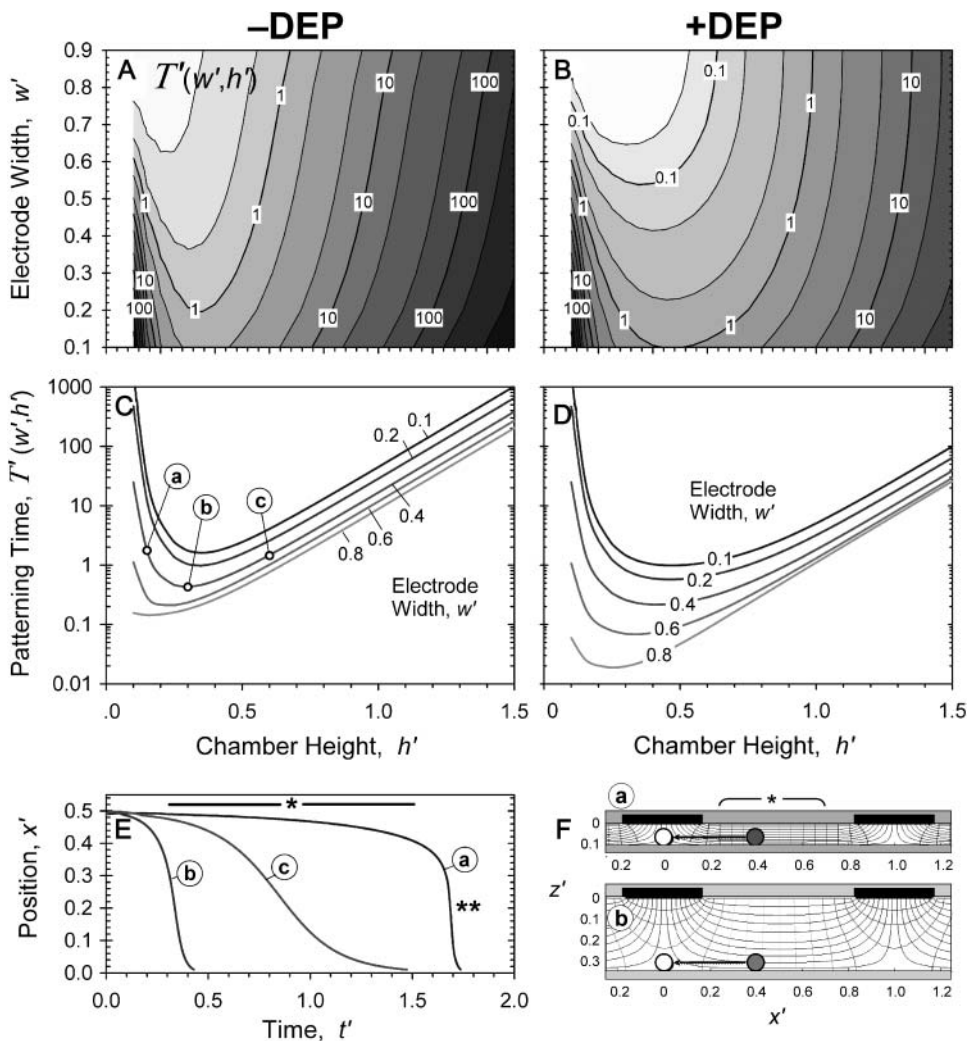 –DEP +DEP
A T'(w',h')
B
Electrode Width, w'
0.9
0.8
0.7
0.6
0.5
0.4
0.3
0.2
0.1
1 10 100
1
10
100
1 10 100
0.1 1 10
0.1
0.1
1
1
10
100
1 1 10
C
D
Patterning Time, T'(w',h')
1000
100
10
1
0.1
0.01
a
b
c
0.1
0.2
0.4
0.6
0.8
Electrode
Width, w'
Electrode
Width, w'
0.1
0.2
0.4
0.6
0.8
0 0.5 1.0 1.5
0 0.5 1.0 1.5
Chamber Height, h'
Chamber Height, h'
E
Position, x'
0.5
0.4
0.3
0.2
0.1
0.0
*
b
c
a
**
0.0 0.5 1.0 1.5 2.0
Time, t'
F
a
*
0
0.1
0.2 0 0.2 0.4 0.6 0.8 1.0 1.2
z'
b
0
0.1
0.2
0.3
0.2 0 0.2 0.4 0.6 0.8 1.0 1.2
x'